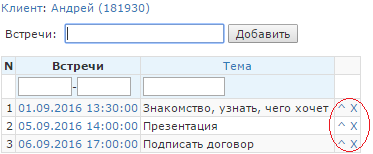 Клиент: Андрей (181930)
Встречи: Добавить
N Встречи Тема
-
1 01.09.2016 13:30:00 Знакомство, узнать, чего хочет ^ X
2 05.09.2016 14:00:00 Презентация ^ X
3 06.09.2016 17:00:00 Подписать договор ^ X